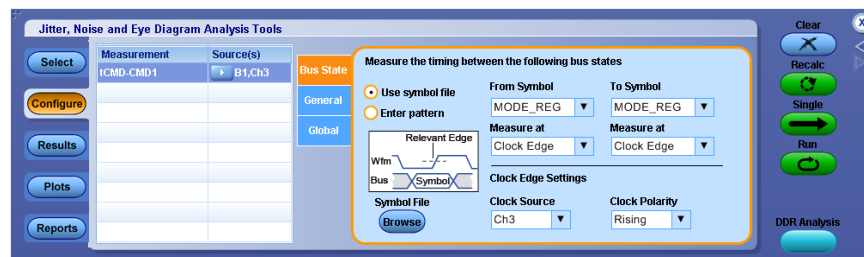 Jitter, Noise and Eye Diagram Analysis Tools
Clear
X
Select
Configure
Results
Plots
Reports
Measurement Source(s)
tCMD-CMD1 B1,Ch3
Bus State
General
Global
Measure the timing between the following bus states
Use symbol file
Enter pattern
From Symbol To Symbol
MODE_REG MODE_REG
Measure at Measure at
Clock Edge Clock Edge
Relevant Edge
Wfm
Bus Symbol
Symbol File
Browse
Clock Edge Settings
Clock Source Clock Polarity
Ch3 Rising
Recalc
Single
Run
DDR Analysis